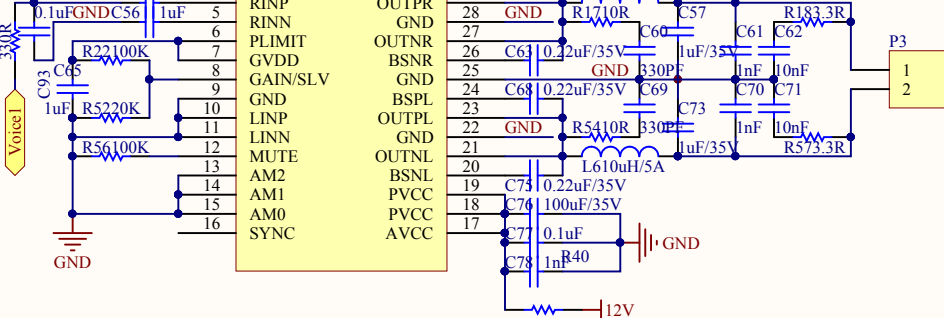 RINP OUTPR
0.1uF GND C56 1uF 5 RINN GND 28 GND R17 10R C57 R18 3.3R
330R
6 PLIMIT OUTNR 27 C60 C61 C62 P3
R22 100K 7 GVDD BSNR 26 C63 0.22uF/35V 1uF/35V
C65 8 GAIN/SLV GND 25 GND 330PF 1nF 10nF 1
C93 9 GND BSPL 24 C68 0.22uF/35V C69 C70 C71 2
1uF R52 20K 10 LINP OUTPL 23 C73
Voice1 11 LINN GND 22 GND R54 10R 330PF 1nF 10nF
R56 100K 12 MUTE OUTNL 21 1uF/35V R57 3.3R
13 AM2 BSNL 20 L6 10uH/5A
14 AM1 PVCC 19 C75 0.22uF/35V
15 AM0 PVCC 18 C76 100uF/35V
16 SYNC AVCC 17 C77 0.1uF GND
GND C78 1nF R40
12V